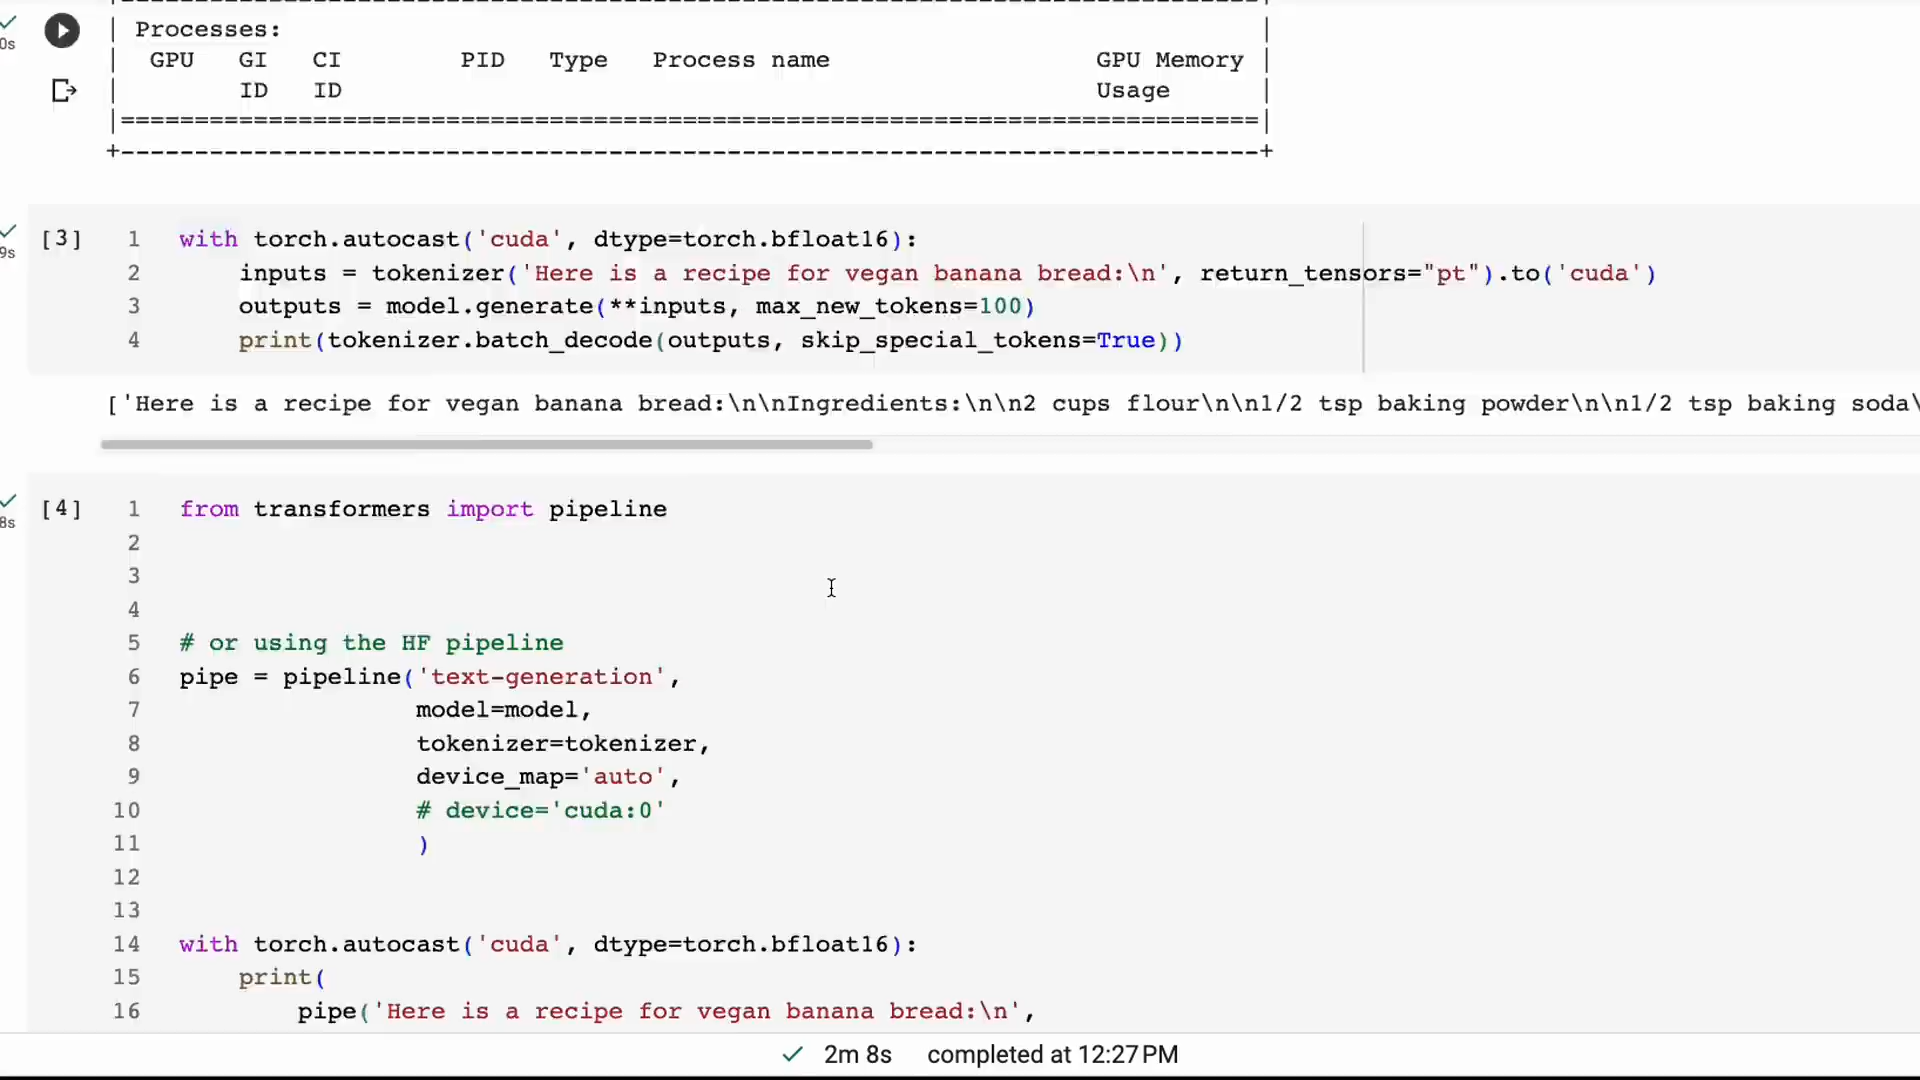 Processes:
GPU GI CI PID Type Process name GPU Memory
ID ID Usage
|=============================================================================|
+-----------------------------------------------------------------------------+
0s
[3]
9s
1 with torch.autocast('cuda', dtype=torch.bfloat16):
2 inputs = tokenizer('Here is a recipe for vegan banana bread:\n', return_tensors="pt").to('cuda')
3 outputs = model.generate(**inputs, max_new_tokens=100)
4 print(tokenizer.batch_decode(outputs, skip_special_tokens=True))
['Here is a recipe for vegan banana bread:\n\nIngredients:\n\n2 cups flour\n\n1/2 tsp baking powder\n\n1/2 tsp baking soda\
[4]
8s
1 from transformers import pipeline
2
3
4
5 # or using the HF pipeline
6 pipe = pipeline('text-generation',
7 model=model,
8 tokenizer=tokenizer,
9 device_map='auto',
10 # device='cuda:0'
11 )
12
13
14 with torch.autocast('cuda', dtype=torch.bfloat16):
15 print(
16 pipe('Here is a recipe for vegan banana bread:\n',
2m 8s completed at 12:27 PM